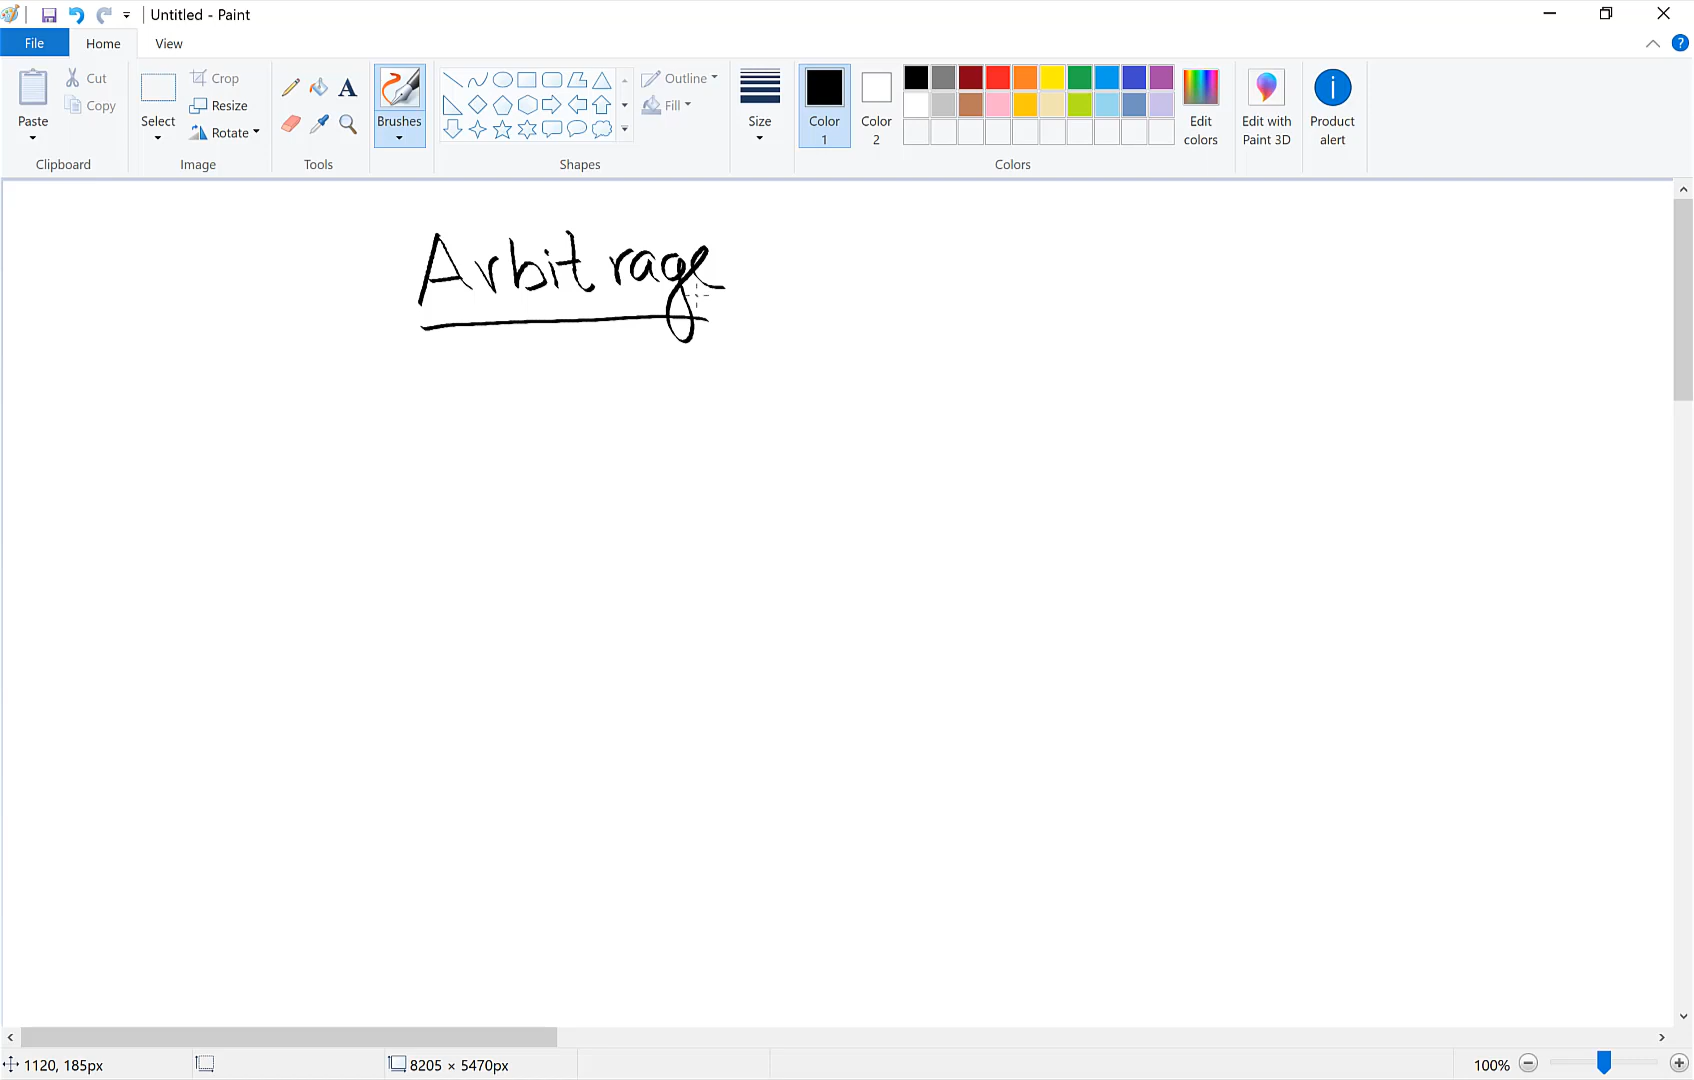 Untitled - Paint
File Home View
Paste
Cut
Copy
Clipboard
Select
Crop
Resize
Rotate
Image
Tools
Brushes
Shapes
Outline
Fill
Size
Color 1
Color 2
Colors
Edit colors
Edit with Paint 3D
Product alert
Arbitrage
1120, 185px
8205 × 5470px
100%